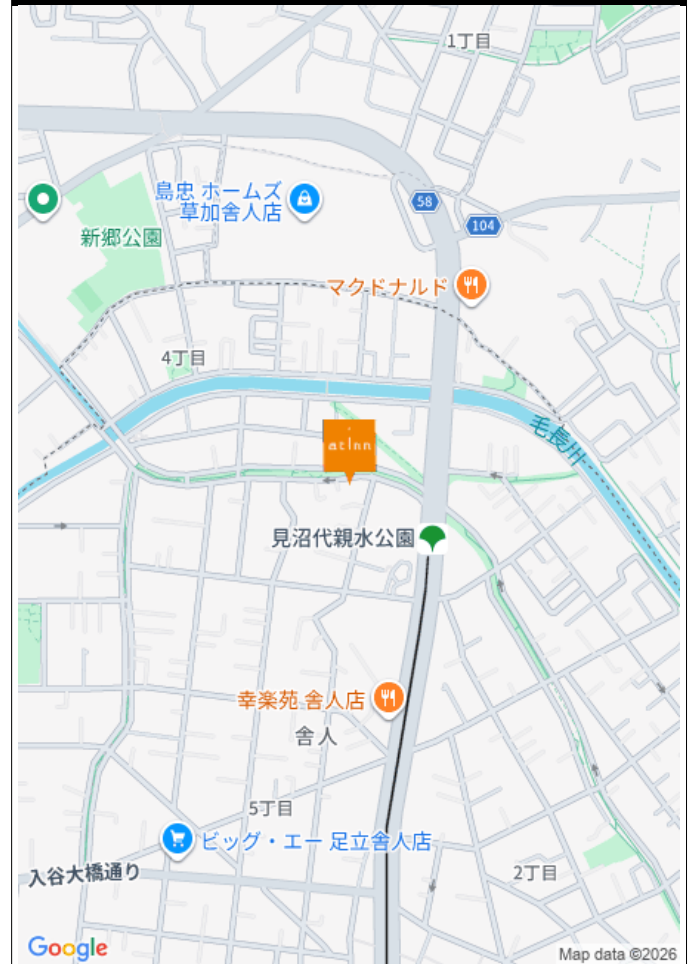 1丁目
島忠 ホームズ
草加舎人店
58
104
新郷公園
マクドナルド
4丁目
atInn
毛長川
見沼代親水公園
幸楽苑 舎人店
舎人
5丁目
ビッグ・エー 足立舎人店
入谷大橋通り
2丁目
Google
Map data ©2026